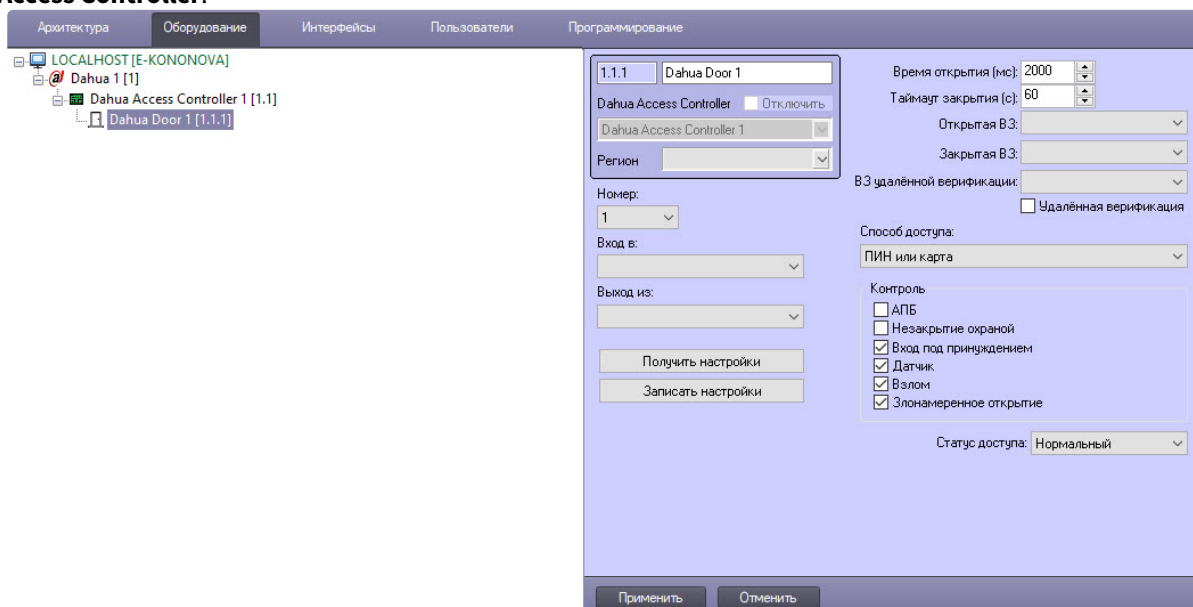 Access Controller.
Архитектура Оборудование Интерфейсы Пользователи Программирование
LOCALHOST [E-KONONOVA]
Dahua 1 [1]
Dahua Access Controller 1 [1.1]
Dahua Door 1 [1.1.1]
1.1.1 Dahua Door 1
Dahua Access Controller Отключить
Dahua Access Controller 1
Регион
Номер:
1
Вход в:
Выход из:
Получить настройки
Записать настройки
Время открытия (мс): 2000
Таймаут закрытия (с): 60
Открытая ВЗ:
Закрытая ВЗ:
ВЗ удалённой верификации:
Удалённая верификация
Способ доступа:
ПИН или карта
Контроль
АПБ
Незакрытие охраной
Вход под принуждением
Датчик
Взлом
Злонамеренное открытие
Статус доступа: Нормальный
Применить Отменить